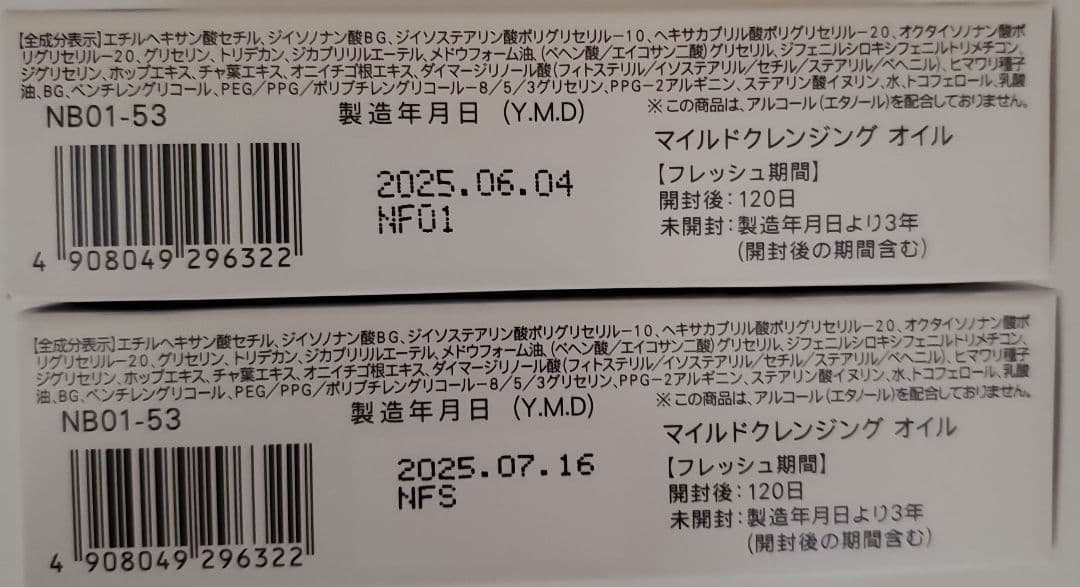 【全成分表示】エチルヘキサン酸セチル、ジイソノナン酸BG、ジイソステアリン酸ポリグリセリル−10、ヘキサカプリル酸ポリグリセリル−20、オクタイソノナン酸ポ
リグリセリル−20、グリセリン、トリデカン、ジカプリリルエーテル、メドウフォーム油、(ベヘン酸/エイコサン二酸)グリセリル、ジフェニルシロキシフェニルトリメチコン、
ジグリセリン、ホップエキス、チャ葉エキス、オニイチゴ根エキス、ダイマージリノール酸(フィトステリル/イソステアリル/セチル/ステアリル/ベヘニル)、ヒマワリ種子
油、BG、ペンチレングリコール、PEG/PPG/ポリブチレングリコール−8/5/3グリセリン、PPG−2アルギニン、ステアリン酸イヌリン、水、トコフェロール、乳酸
※この商品は、アルコール(エタノール)を配合しておりません。
NB01-53
製造年月日 (Y.M.D)
マイルドクレンジング オイル
2025.06.04
NF01
【フレッシュ期間】
開封後:120日
未開封:製造年月日より3年
(開封後の期間含む)
4 908049 296322
【全成分表示】エチルヘキサン酸セチル、ジイソノナン酸BG、ジイソステアリン酸ポリグリセリル−10、ヘキサカプリル酸ポリグリセリル−20、オクタイソノナン酸ポ
リグリセリル−20、グリセリン、トリデカン、ジカプリリルエーテル、メドウフォーム油、(ベヘン酸/エイコサン二酸)グリセリル、ジフェニルシロキシフェニルトリメチコン、
ジグリセリン、ホップエキス、チャ葉エキス、オニイチゴ根エキス、ダイマージリノール酸(フィトステリル/イソステアリル/セチル/ステアリル/ベヘニル)、ヒマワリ種子
油、BG、ペンチレングリコール、PEG/PPG/ポリブチレングリコール−8/5/3グリセリン、PPG−2アルギニン、ステアリン酸イヌリン、水、トコフェロール、乳酸
※この商品は、アルコール(エタノール)を配合しておりません。
NB01-53
製造年月日 (Y.M.D)
マイルドクレンジング オイル
2025.07.16
NFS
【フレッシュ期間】
開封後:120日
未開封:製造年月日より3年
(開封後の期間含む)
4 908049 296322